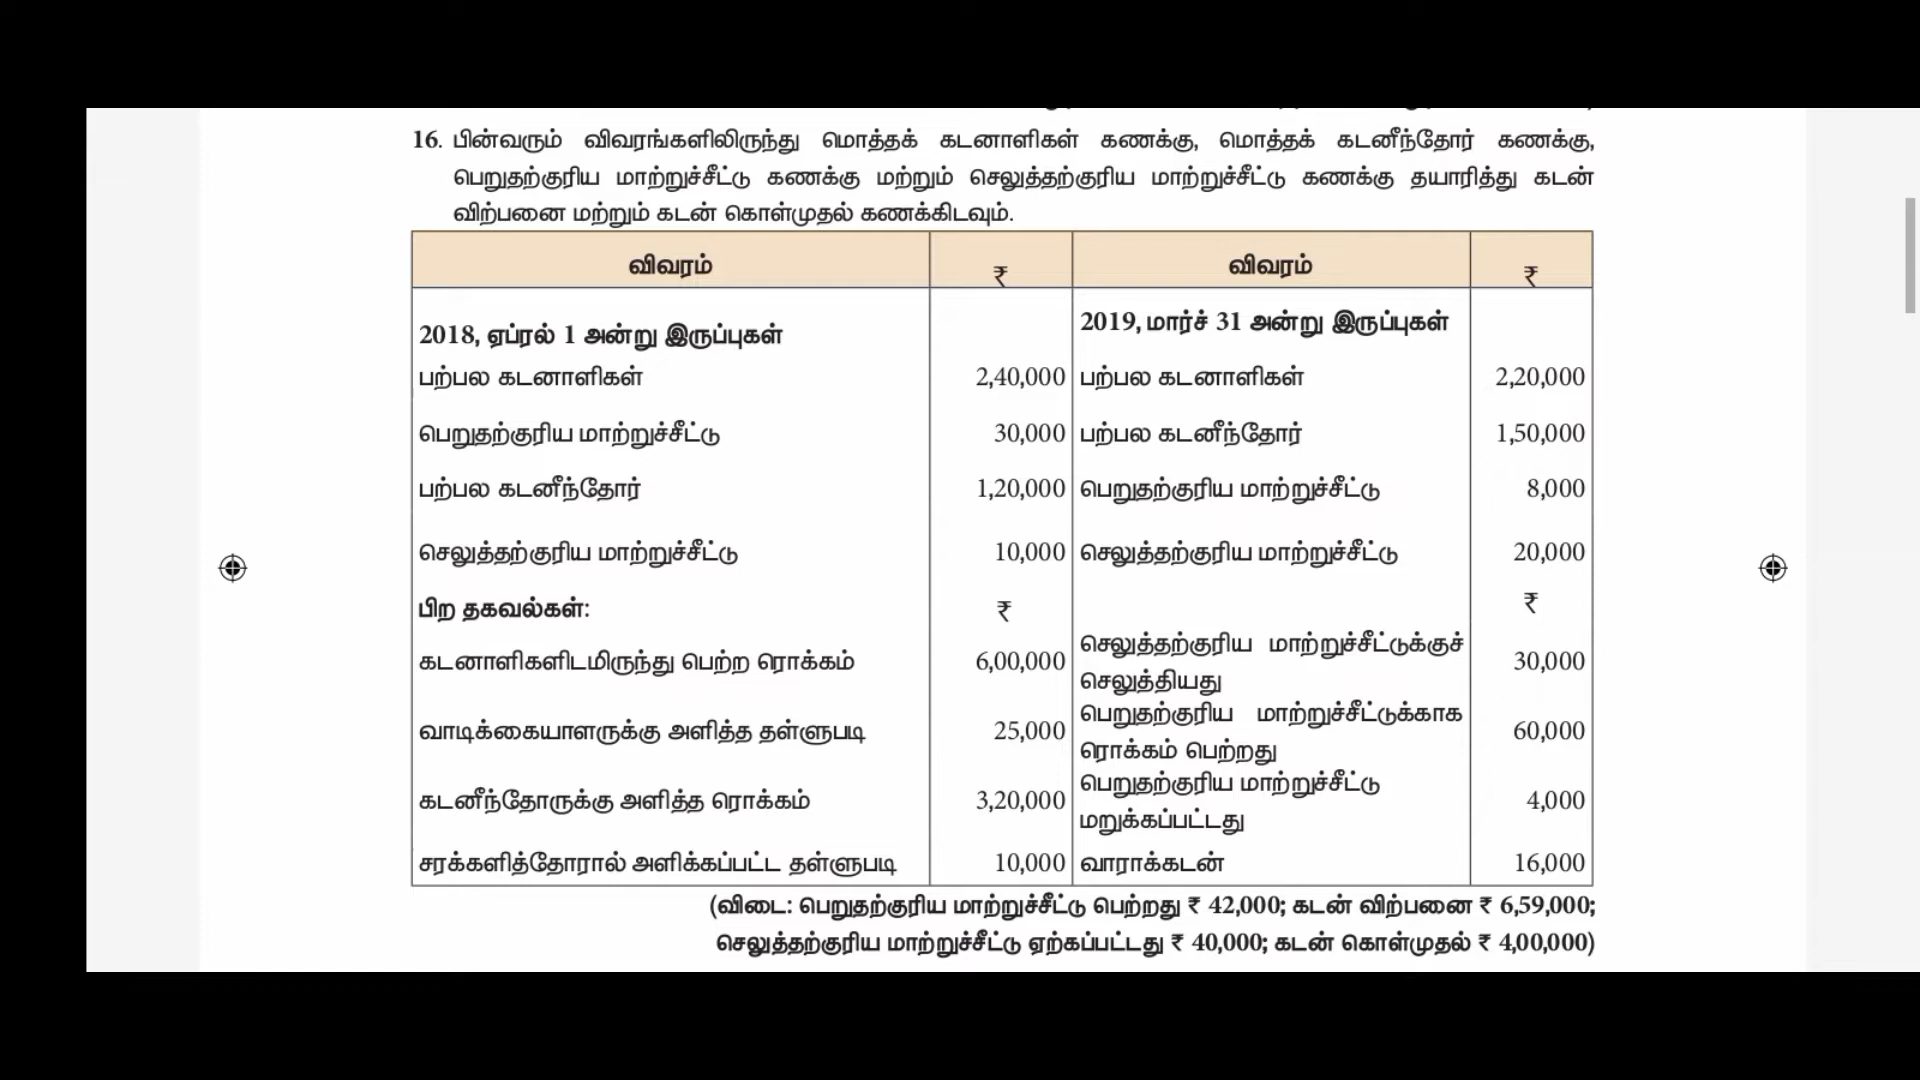 16. பின்வரும் விவரங்களிலிருந்து மொத்தக் கடனாளிகள் கணக்கு, மொத்தக் கடனீந்தோர் கணக்கு,
பெறுதற்குரிய மாற்றுச்சீட்டு கணக்கு மற்றும் செலுத்தற்குரிய மாற்றுச்சீட்டு கணக்கு தயாரித்து கடன்
விற்பனை மற்றும் கடன் கொள்முதல் கணக்கிடவும்.
விவரம் ₹ விவரம் ₹
2018, ஏப்ரல் 1 அன்று இருப்புகள் 2019, மார்ச் 31 அன்று இருப்புகள்
பற்பல கடனாளிகள் 2,40,000 பற்பல கடனாளிகள் 2,20,000
பெறுதற்குரிய மாற்றுச்சீட்டு 30,000 பற்பல கடனீந்தோர் 1,50,000
பற்பல கடனீந்தோர் 1,20,000 பெறுதற்குரிய மாற்றுச்சீட்டு 8,000
செலுத்தற்குரிய மாற்றுச்சீட்டு 10,000 செலுத்தற்குரிய மாற்றுச்சீட்டு 20,000
பிற தகவல்கள்: ₹ ₹
கடனாளிகளிடமிருந்து பெற்ற ரொக்கம் 6,00,000 செலுத்தற்குரிய மாற்றுச்சீட்டுக்குச்
செலுத்தியது 30,000
வாடிக்கையாளருக்கு அளித்த தள்ளுபடி 25,000 பெறுதற்குரிய மாற்றுச்சீட்டுக்காக
ரொக்கம் பெற்றது 60,000
கடனீந்தோருக்கு அளித்த ரொக்கம் 3,20,000 பெறுதற்குரிய மாற்றுச்சீட்டு
மறுக்கப்பட்டது 4,000
சரக்களித்தோரால் அளிக்கப்பட்ட தள்ளுபடி 10,000 வாராக்கடன் 16,000
(விடை: பெறுதற்குரிய மாற்றுச்சீட்டு பெற்றது ₹ 42,000; கடன் விற்பனை ₹ 6,59,000;
செலுத்தற்குரிய மாற்றுச்சீட்டு ஏற்கப்பட்டது ₹ 40,000; கடன் கொள்முதல் ₹ 4,00,000)